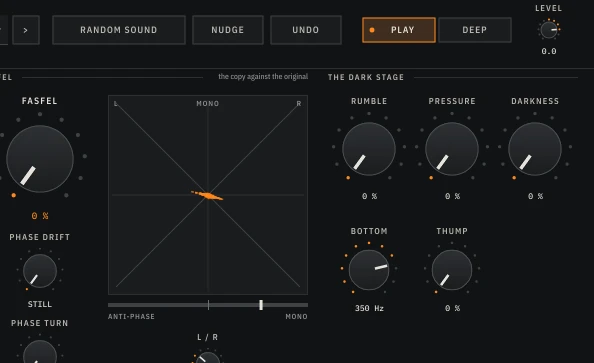 LEVEL
> RANDOM SOUND NUDGE UNDO PLAY DEEP
0.0
FEL the copy against the original THE DARK STAGE
FASFEL L MONO R RUMBLE PRESSURE DARKNESS
0 % 0 % 0 %
0 %
PHASE DRIFT BOTTOM THUMP
STILL 350 Hz 0 %
ANTI-PHASE MONO
PHASE TURN
L / R